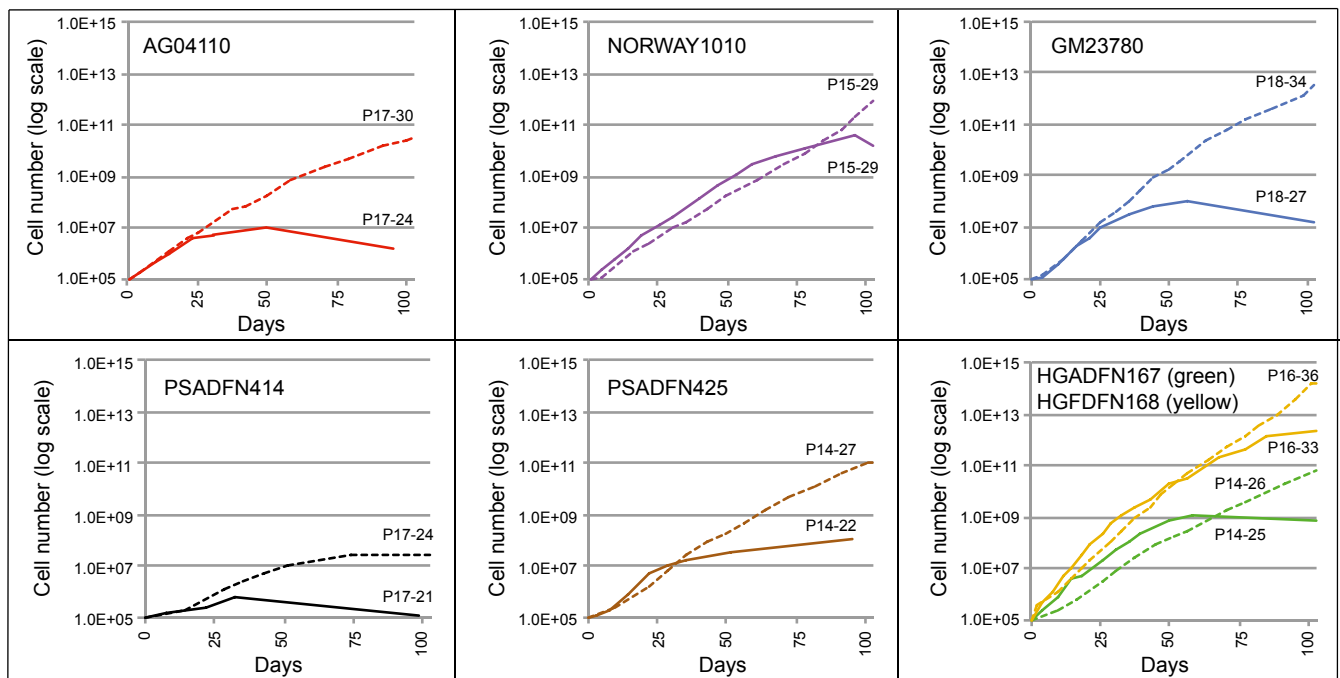 AG04110
Cell number (log scale)
1.0E+15
1.0E+13
1.0E+11
1.0E+09
1.0E+07
1.0E+05
P17-30
P17-24
0
25
50
75
100
Days
NORWAY1010
Cell number (log scale)
1.0E+15
1.0E+13
1.0E+11
1.0E+09
1.0E+07
1.0E+05
P15-29
P15-29
0
25
50
75
100
Days
GM23780
Cell number (log scale)
1.0E+15
1.0E+13
1.0E+11
1.0E+09
1.0E+07
1.0E+05
P18-34
P18-27
0
25
50
75
100
Days
PSADFN414
Cell number (log scale)
1.0E+15
1.0E+13
1.0E+11
1.0E+09
1.0E+07
1.0E+05
P17-24
P17-21
0
25
50
75
100
Days
PSADFN425
Cell number (log scale)
1.0E+15
1.0E+13
1.0E+11
1.0E+09
1.0E+07
1.0E+05
P14-27
P14-22
0
25
50
75
100
Days
HGADFN167 (green)
HGFDFN168 (yellow)
Cell number (log scale)
1.0E+15
1.0E+13
1.0E+11
1.0E+09
1.0E+07
1.0E+05
P16-36
P16-33
P14-26
P14-25
0
25
50
75
100
Days